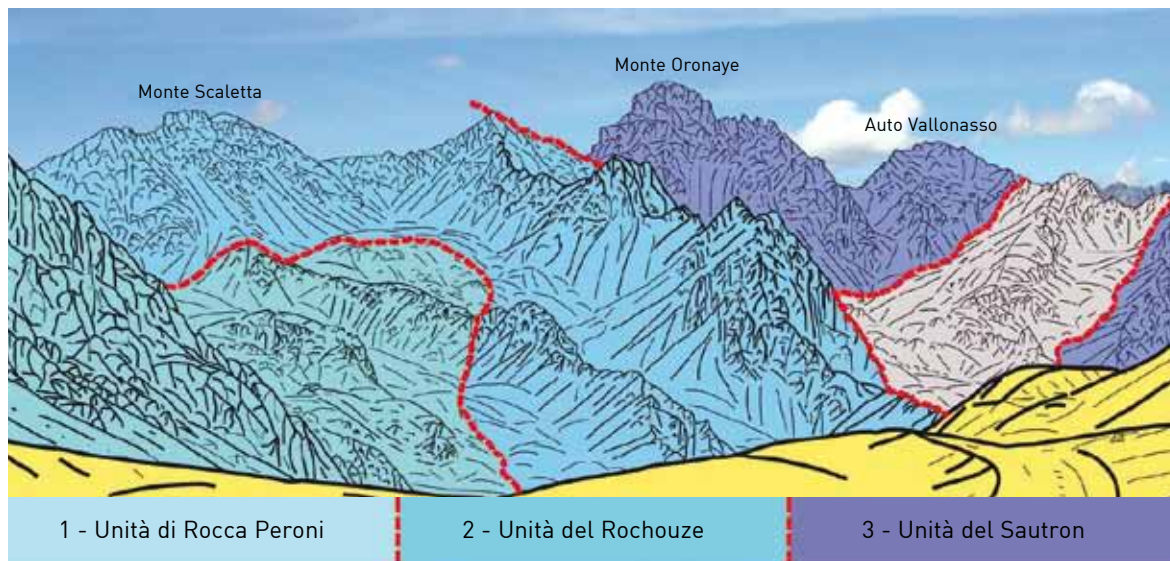 Monte Oronaye
Monte Scaletta
Auto Vallonasso
1 - Unità di Rocca Peroni
2 - Unità del Rochouze
3 - Unità del Sautron